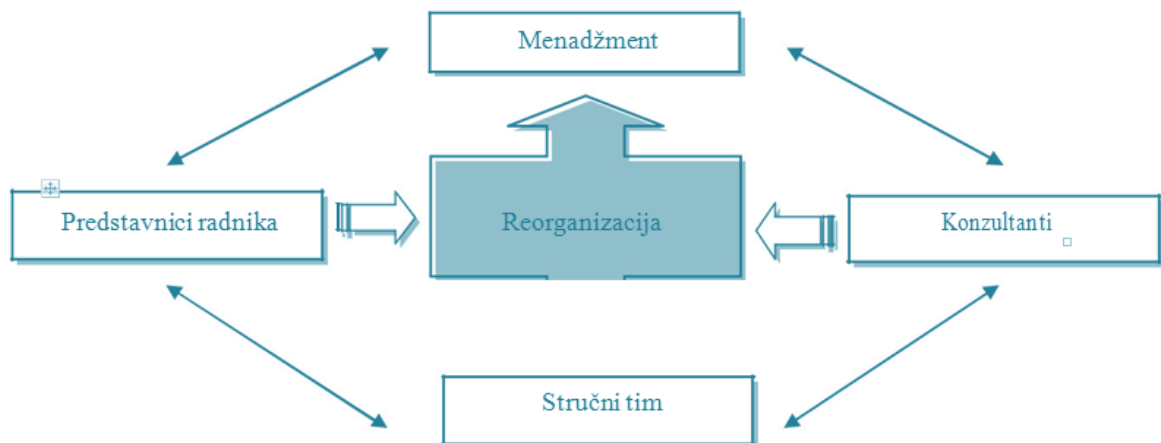 Menadžment
Predstavnici radnika
Reorganizacija
Konzultanti
Stručni tim